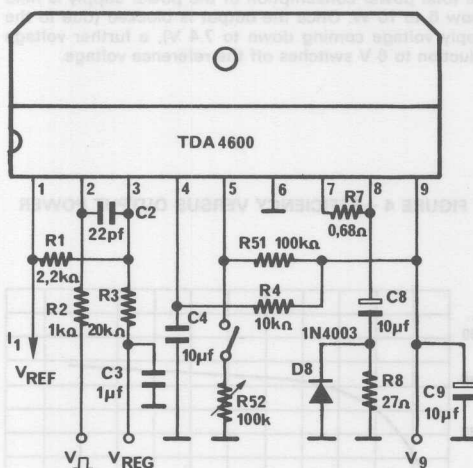 TDA 4600
1 2 3 4 5 6 7 8 9
C2
22pf
R7
0,68Ω
R1
2,2kΩ
R51 100kΩ
R2
1kΩ
R3
20kΩ
R4
10kΩ
C4
10µf
C8
10µf
1N4003
I1
VREF
C3
1µf
R52
100k
D8
R8
27Ω
C9
10µf
V
VREG
V9